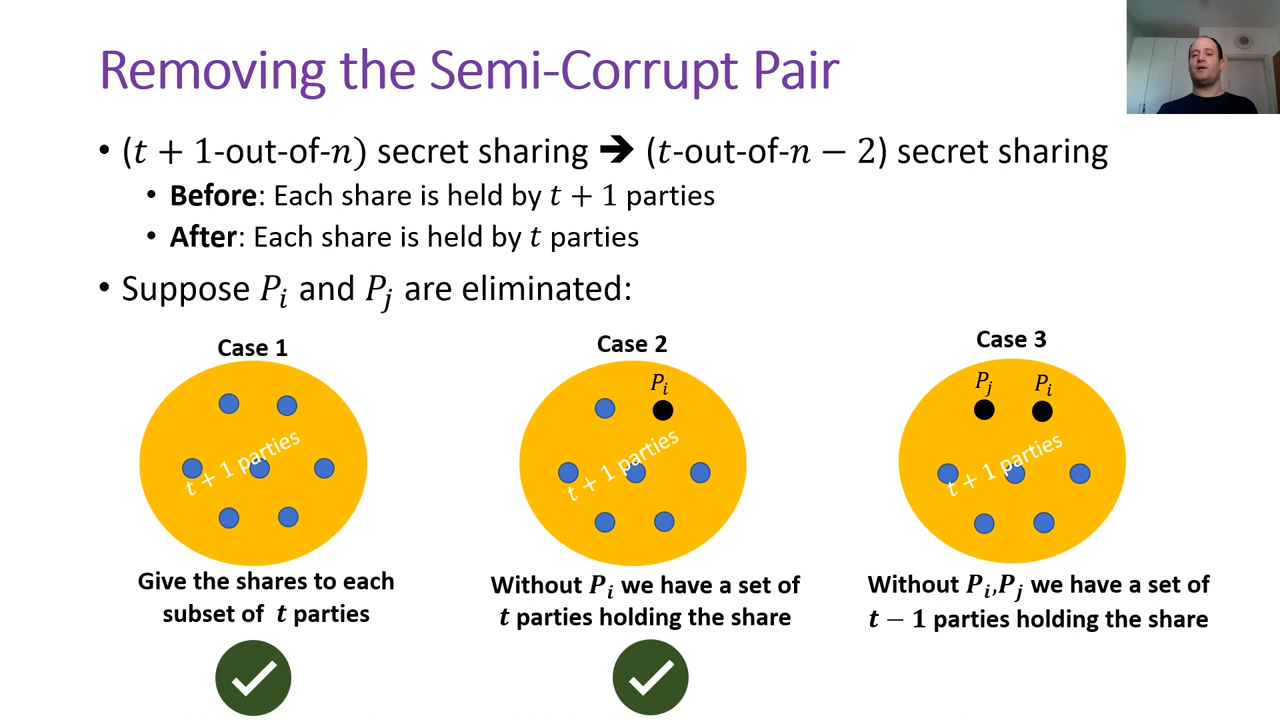 Removing the Semi-Corrupt Pair
• (t + 1-out-of-n) secret sharing ➔ (t-out-of-n − 2) secret sharing
• Before: Each share is held by t + 1 parties
• After: Each share is held by t parties
• Suppose P_i and P_j are eliminated:
Case 1
t + 1 parties
Give the shares to each
subset of t parties
Case 2
P_i
t + 1 parties
Without P_i we have a set of
t parties holding the share
Case 3
P_j P_i
t + 1 parties
Without P_i,P_j we have a set of
t − 1 parties holding the share